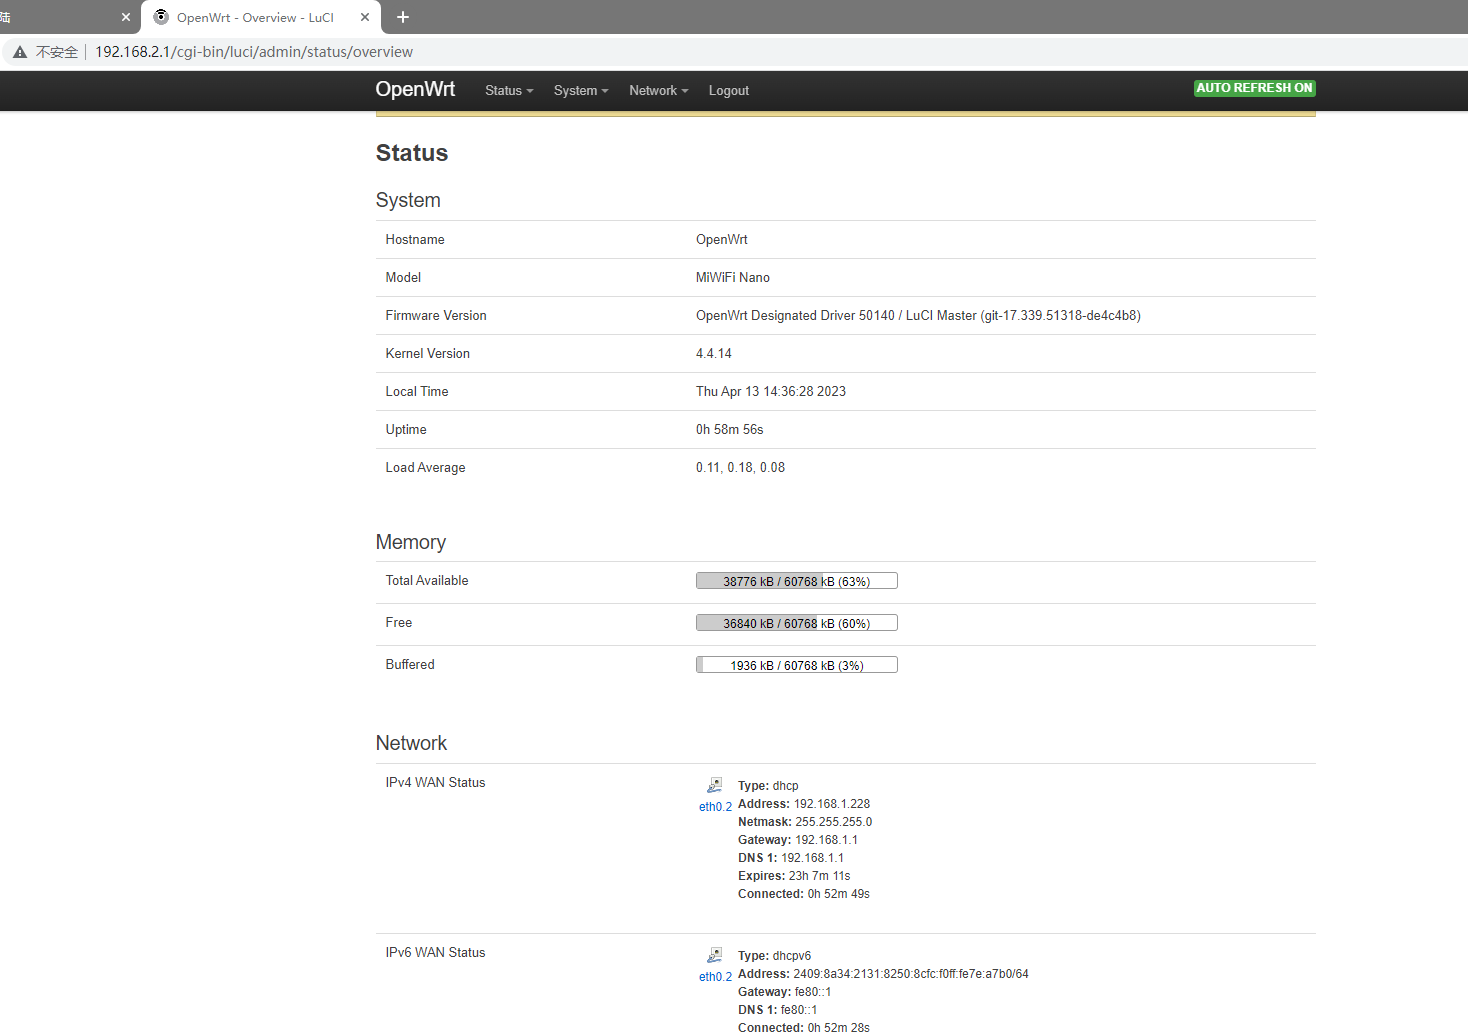 陆
OpenWrt - Overview - LuCI
不安全 192.168.2.1/cgi-bin/luci/admin/status/overview
OpenWrt Status System Network Logout AUTO REFRESH ON
Status
System
Hostname OpenWrt
Model MiWiFi Nano
Firmware Version OpenWrt Designated Driver 50140 / LuCI Master (git-17.339.51318-de4c4b8)
Kernel Version 4.4.14
Local Time Thu Apr 13 14:36:28 2023
Uptime 0h 58m 56s
Load Average 0.11, 0.18, 0.08
Memory
Total Available 38776 kB / 60768 kB (63%)
Free 36840 kB / 60768 kB (60%)
Buffered 1936 kB / 60768 kB (3%)
Network
IPv4 WAN Status
eth0.2
Type: dhcp
Address: 192.168.1.228
Netmask: 255.255.255.0
Gateway: 192.168.1.1
DNS 1: 192.168.1.1
Expires: 23h 7m 11s
Connected: 0h 52m 49s
IPv6 WAN Status
eth0.2
Type: dhcpv6
Address: 2409:8a34:2131:8250:8cfc:f0ff:fe7e:a7b0/64
Gateway: fe80::1
DNS 1: fe80::1
Connected: 0h 52m 28s